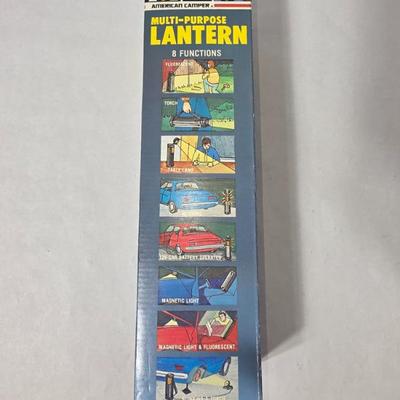 AMERICAN CAMPER
MULTI-PURPOSE
LANTERN
8 FUNCTIONS
FLUORESCENT
TORCH
TABLE LAMP
12V CAR BATTERY OPERATED
MAGNETIC LIGHT
MAGNETIC LIGHT & FLUORESCENT